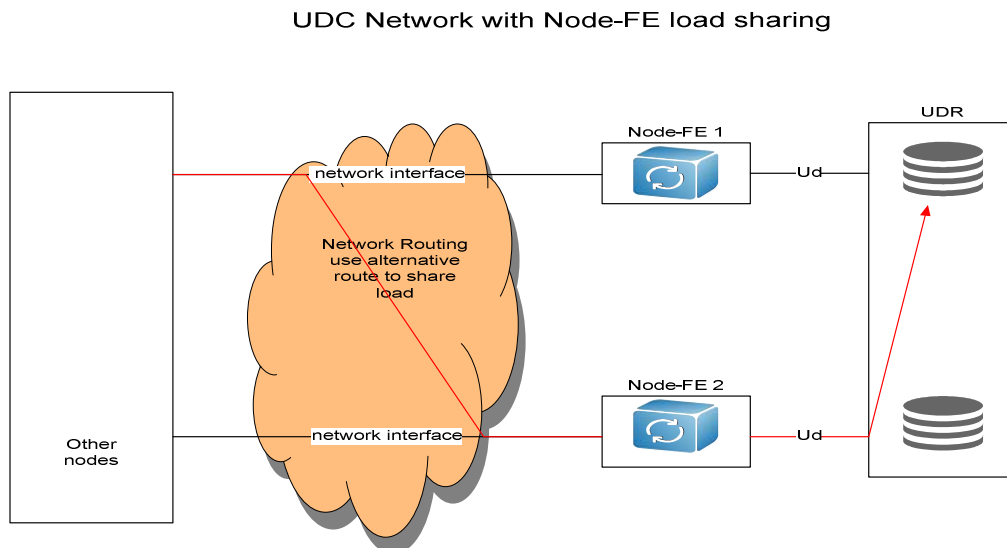 UDC Network with Node-FE load sharing
UDR
Node-FE 1
network interface
Ud
Network Routing
use alternative
route to share
load
Node-FE 2
network interface
Ud
Other
nodes